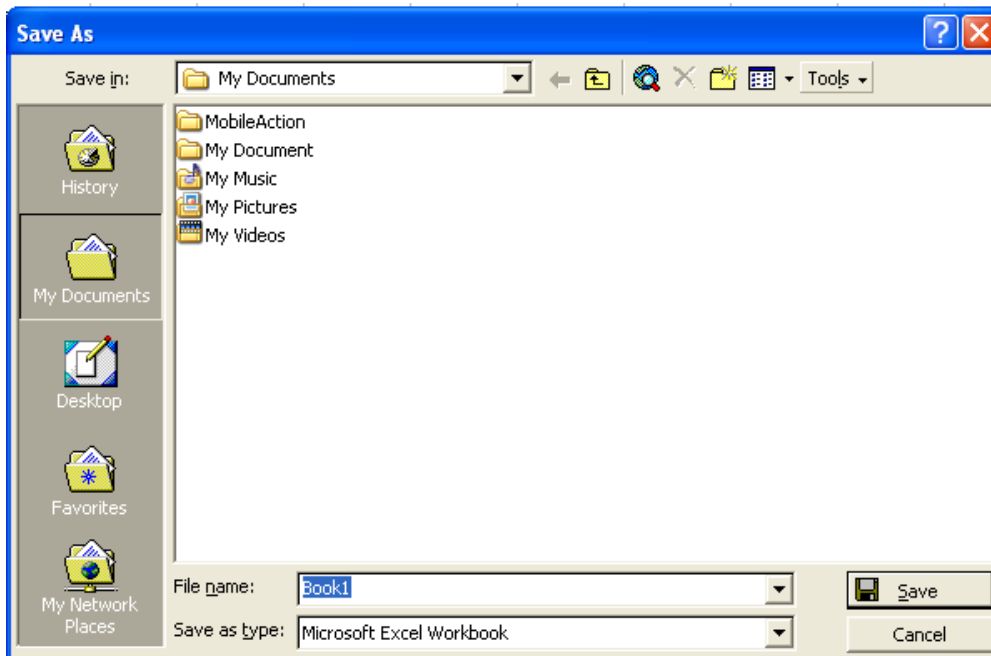 Save As
Save in:
My Documents
Tools
History
My Documents
Desktop
Favorites
My Network
Places
MobileAction
My Document
My Music
My Pictures
My Videos
File name:
Book1
Save
Save as type:
Microsoft Excel Workbook
Cancel